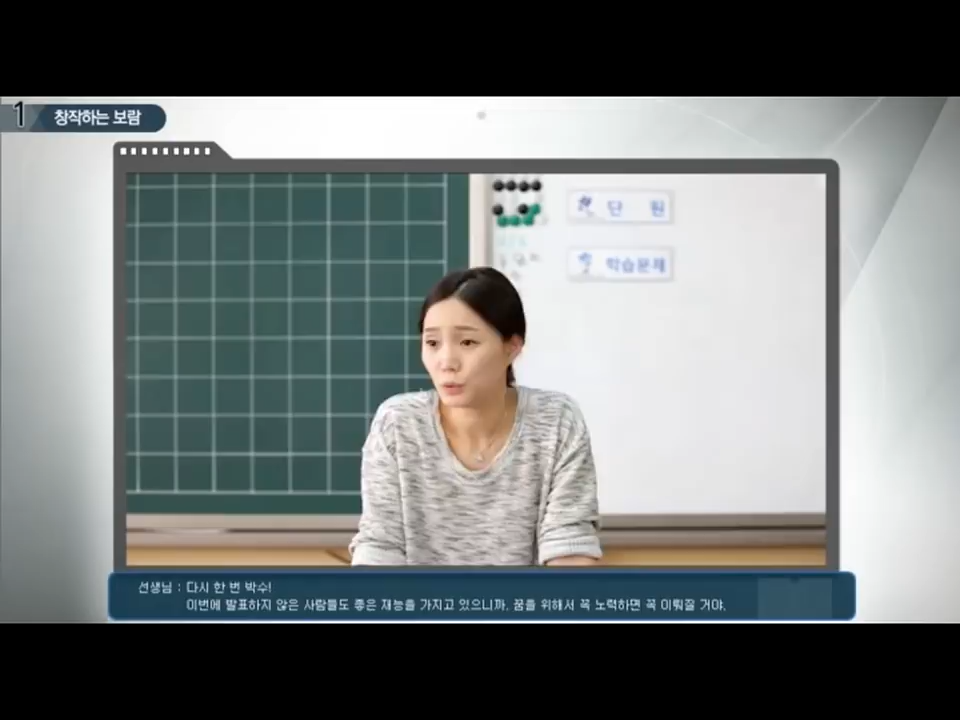 1 창작하는 보람
단 원
학습문제
선생님 : 다시 한 번 박수!
이번에 발표하지 않은 사람들도 좋은 재능을 가지고 있으니까. 꿈을 위해서 꼭 노력하면 꼭 이뤄질 거야.